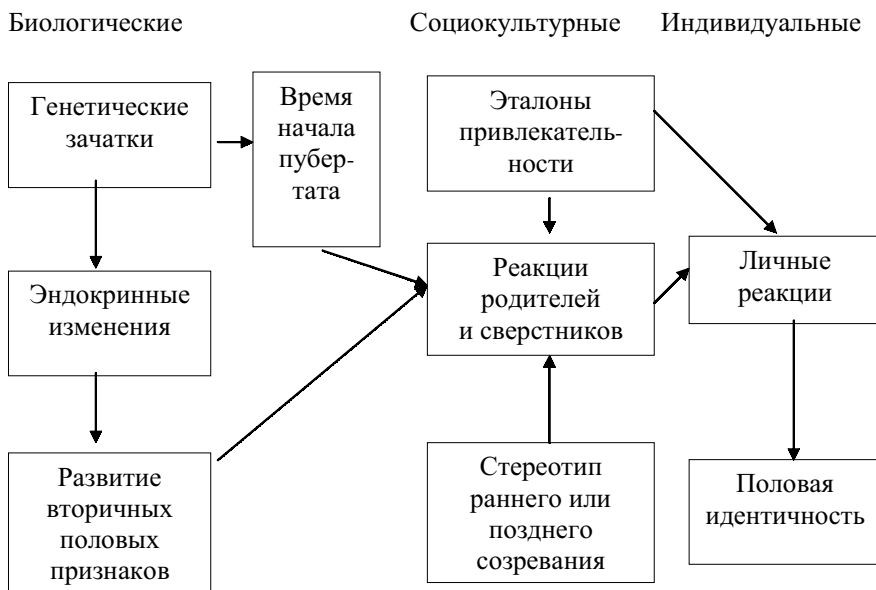 Биологические
Социокультурные
Индивидуальные
Генетические
зачатки
Время
начала
пубер-
тата
Эталоны
привлекатель-
ности
Эндокринные
изменения
Реакции
родителей
и сверстников
Личные
реакции
Развитие
вторичных
половых
признаков
Стереотип
раннего или
позднего
созревания
Половая
идентичность